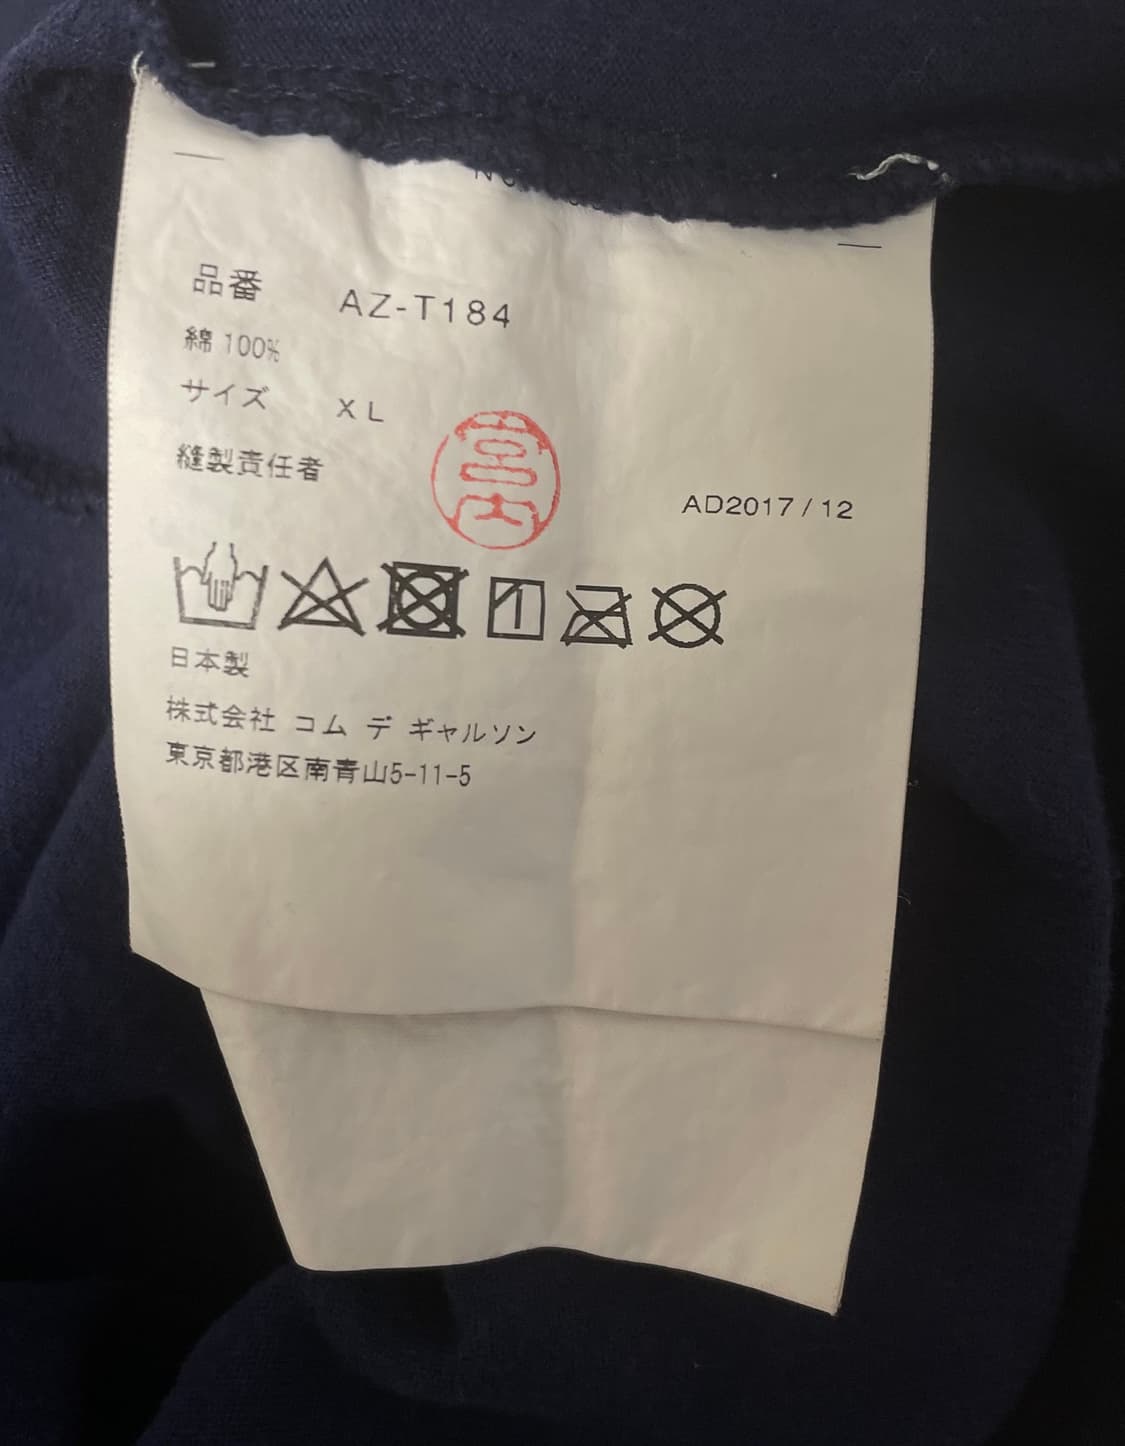 品番 AZ-T184
綿 100%
サイズ XL
縫製責任者
AD2017/12
日本製
株式会社 コム デ ギャルソン
東京都港区南青山5-11-5